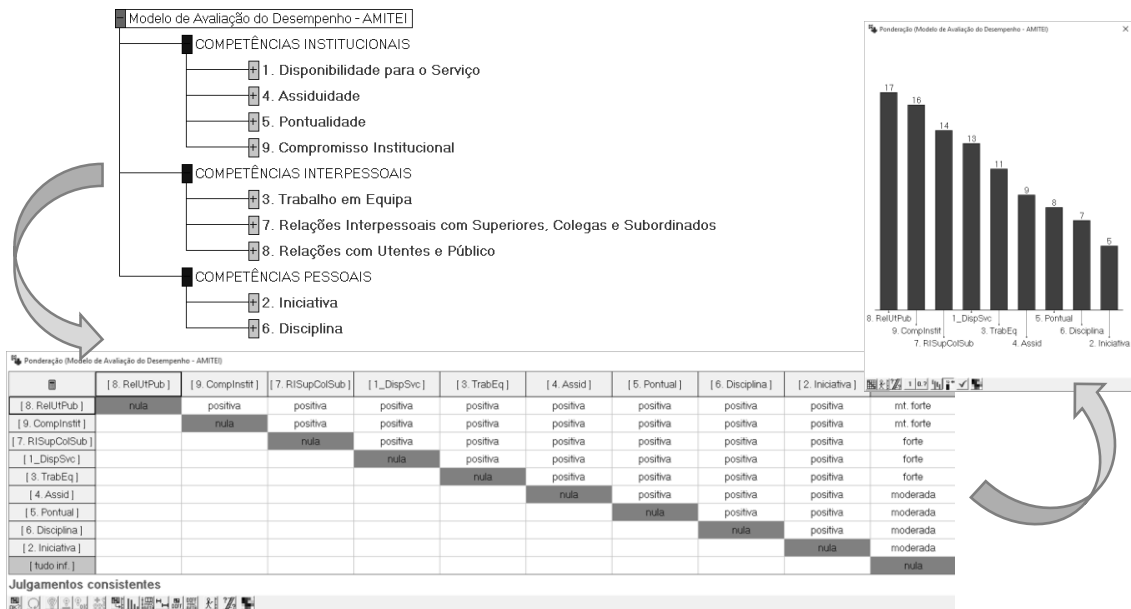 Modelo de Avaliação do Desempenho - AMITEI
COMPETÊNCIAS INSTITUCIONAIS
1. Disponibilidade para o Serviço
4. Assiduidade
5. Pontualidade
9. Compromisso Institucional
COMPETÊNCIAS INTERPESSOAIS
3. Trabalho em Equipa
7. Relações Interpessoais com Superiores, Colegas e Subordinados
8. Relações com Utentes e Público
COMPETÊNCIAS PESSOAIS
2. Iniciativa
6. Disciplina
Ponderação (Modelo de Avaliação do Desempenho - AMITEI)
17
16
14
13
11
9
8
7
5
8. RelUtPub 1_DispSvc 5. Pontual
9. CompInstit 3. TrabEq 6. Disciplina
7. RISupColSub 4. Assid 2. Iniciativa
Ponderação (Modelo de Avaliação do Desempenho - AMITEI)
[ 8. RelUtPub ] [ 9. CompInstit ] [ 7. RISupColSub ] [ 1_DispSvc ] [ 3. TrabEq ] [ 4. Assid ] [ 5. Pontual ] [ 6. Disciplina ] [ 2. Iniciativa ]
[ 8. RelUtPub ] nula positiva positiva positiva positiva positiva positiva positiva positiva mt. forte
[ 9. CompInstit ] nula positiva positiva positiva positiva positiva positiva positiva mt. forte
[ 7. RISupColSub ] nula positiva positiva positiva positiva positiva positiva forte
[ 1_DispSvc ] nula positiva positiva positiva positiva positiva forte
[ 3. TrabEq ] nula positiva positiva positiva positiva forte
[ 4. Assid ] nula positiva positiva positiva moderada
[ 5. Pontual ] nula positiva positiva moderada
[ 6. Disciplina ] nula positiva moderada
[ 2. Iniciativa ] nula moderada
[ tudo inf. ] nula
Julgamentos consistentes